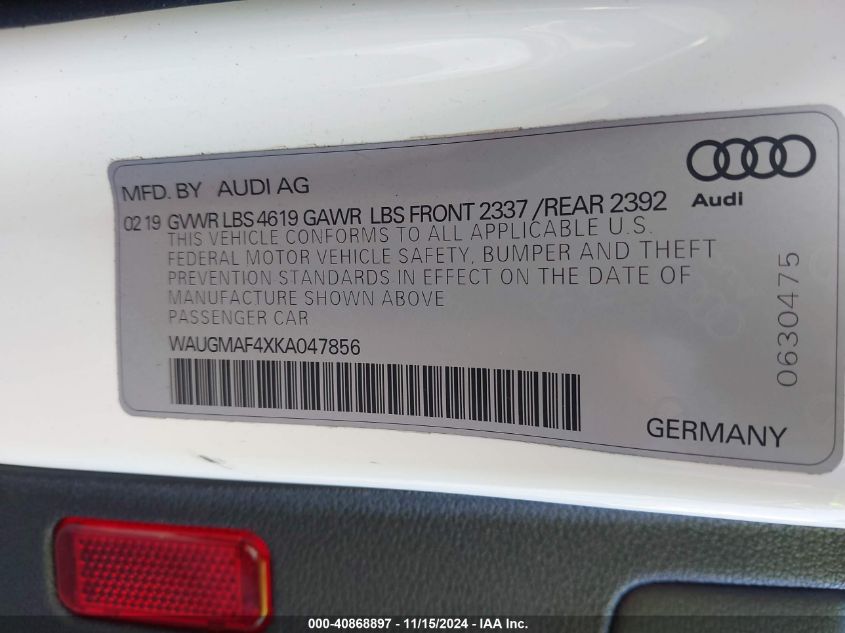 MFD. BY AUDI AG
Audi
02 19 GVWR LBS 4619 GAWR LBS FRONT 2337 /REAR 2392
THIS VEHICLE CONFORMS TO ALL APPLICABLE U.S.
FEDERAL MOTOR VEHICLE SAFETY, BUMPER AND THEFT
PREVENTION STANDARDS IN EFFECT ON THE DATE OF
MANUFACTURE SHOWN ABOVE
PASSENGER CAR
WAUGMAF4XKA047856
0630475
GERMANY
000-40868897 - 11/15/2024 - IAA Inc.